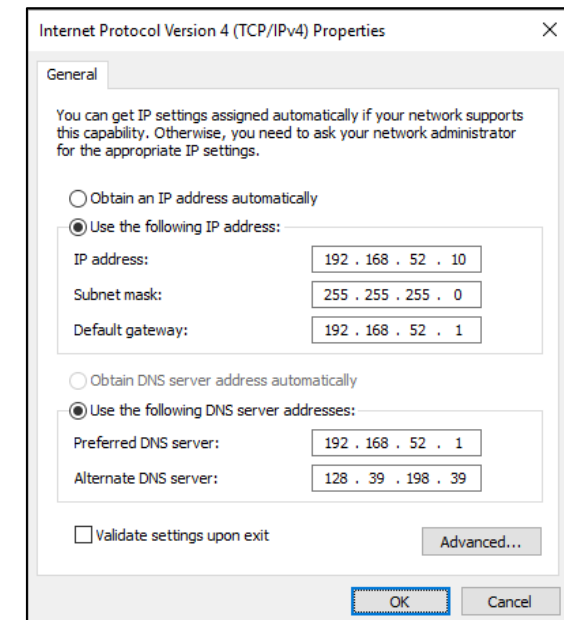 Internet Protocol Version 4 (TCP/IPv4) Properties
General
You can get IP settings assigned automatically if your network supports
this capability. Otherwise, you need to ask your network administrator
for the appropriate IP settings.
Obtain an IP address automatically
Use the following IP address:
IP address: 192 . 168 . 52 . 10
Subnet mask: 255 . 255 . 255 . 0
Default gateway: 192 . 168 . 52 . 1
Obtain DNS server address automatically
Use the following DNS server addresses:
Preferred DNS server: 192 . 168 . 52 . 1
Alternate DNS server: 128 . 39 . 198 . 39
Validate settings upon exit
Advanced...
OK Cancel